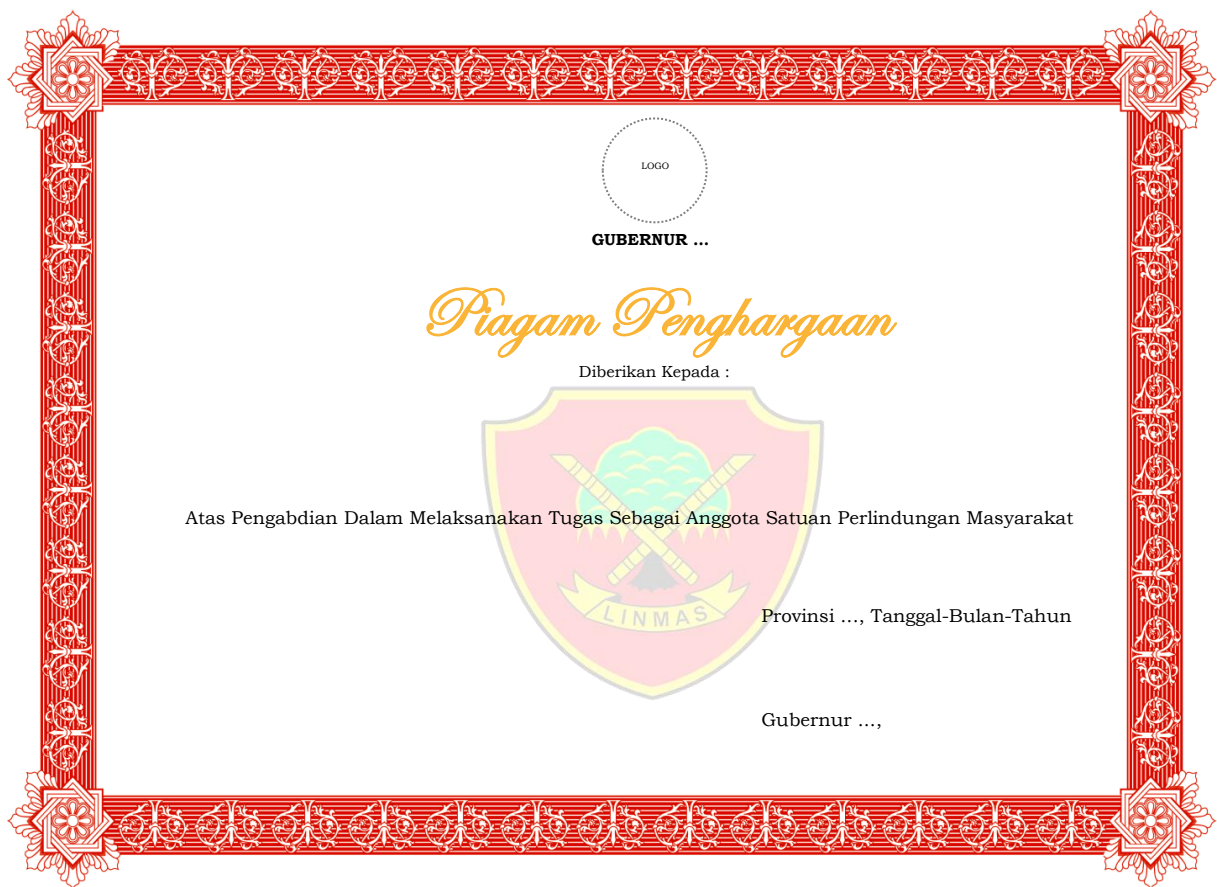 LOGO
GUBERNUR ...
Piagam Penghargaan
Diberikan Kepada :
Atas Pengabdian Dalam Melaksanakan Tugas Sebagai Anggota Satuan Perlindungan Masyarakat
LINMAS
Provinsi ..., Tanggal-Bulan-Tahun
Gubernur ...,